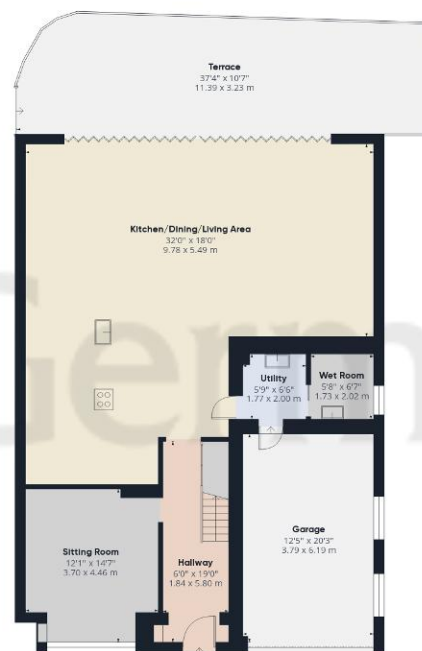 Terrace
37'4" x 10'7"
11.39 x 3.23 m
Kitchen/Dining/Living Area
32'0" x 18'0"
9.78 x 5.49 m
Germ
Utility
5'9" x 6'6"
1.77 x 2.00 m
Wet Room
5'8" x 6'7"
1.73 x 2.02 m
Sitting Room
12'1" x 14'7"
3.70 x 4.46 m
Hallway
6'0" x 19'0"
1.84 x 5.80 m
Garage
12'5" x 20'3"
3.79 x 6.19 m